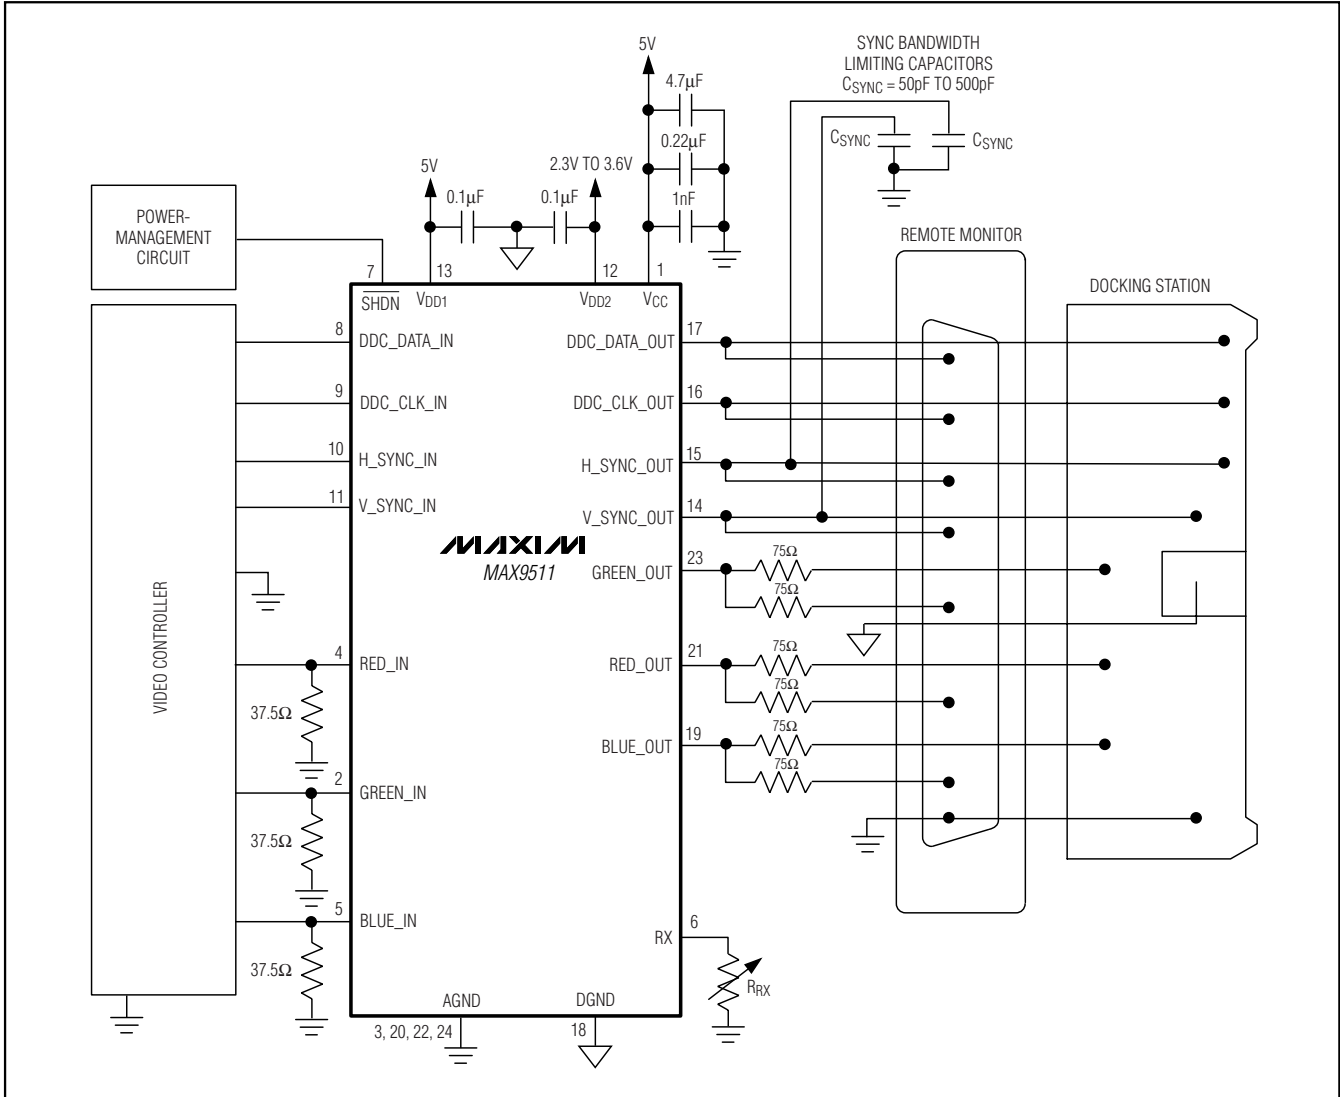 SYNC BANDWIDTH
LIMITING CAPACITORS
CSYNC = 50pF TO 500pF
5V
4.7µF
0.22µF
1nF
CSYNC
CSYNC
5V
0.1µF
0.1µF
2.3V TO 3.6V
POWER-
MANAGEMENT
CIRCUIT
REMOTE MONITOR
DOCKING STATION
7
13
12
1
SHDN
VDD1
VDD2
VCC
8
DDC_DATA_IN
DDC_DATA_OUT
17
9
DDC_CLK_IN
DDC_CLK_OUT
16
10
H_SYNC_IN
H_SYNC_OUT
15
11
V_SYNC_IN
V_SYNC_OUT
14
MAXIM
MAX9511
GREEN_OUT
23
75Ω
75Ω
VIDEO CONTROLLER
4
RED_IN
RED_OUT
21
75Ω
75Ω
37.5Ω
BLUE_OUT
19
75Ω
75Ω
2
GREEN_IN
37.5Ω
5
BLUE_IN
37.5Ω
RX
6
RRX
AGND
DGND
3, 20, 22, 24
18